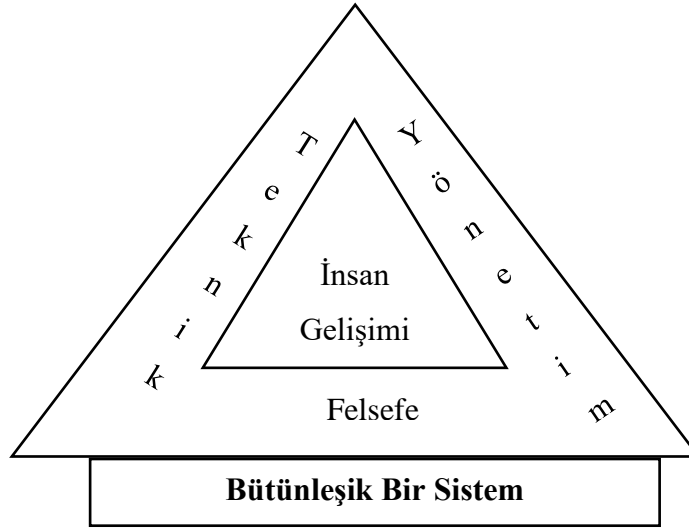 Teknik
Yönetim
İnsan
Gelişimi
Felsefe
Bütünleşik Bir Sistem